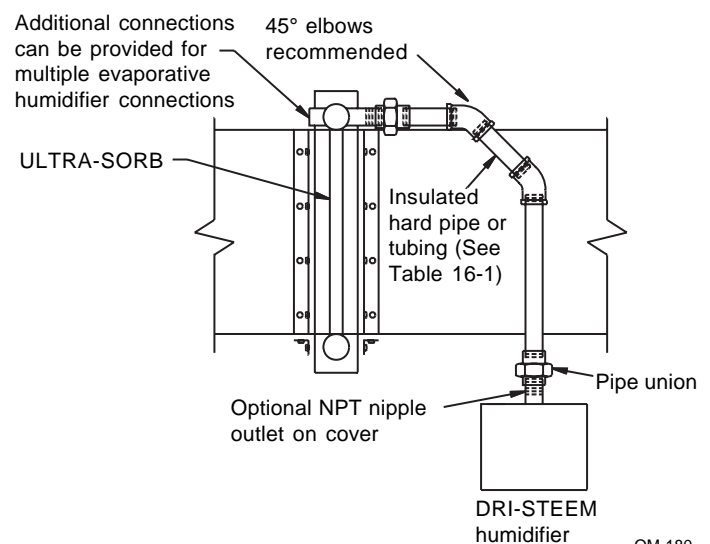 Additional connections
can be provided for
multiple evaporative
humidifier connections
45° elbows
recommended
ULTRA-SORB
Insulated
hard pipe or
tubing (See
Table 16-1)
Pipe union
Optional NPT nipple
outlet on cover
DRI-STEEM
humidifier